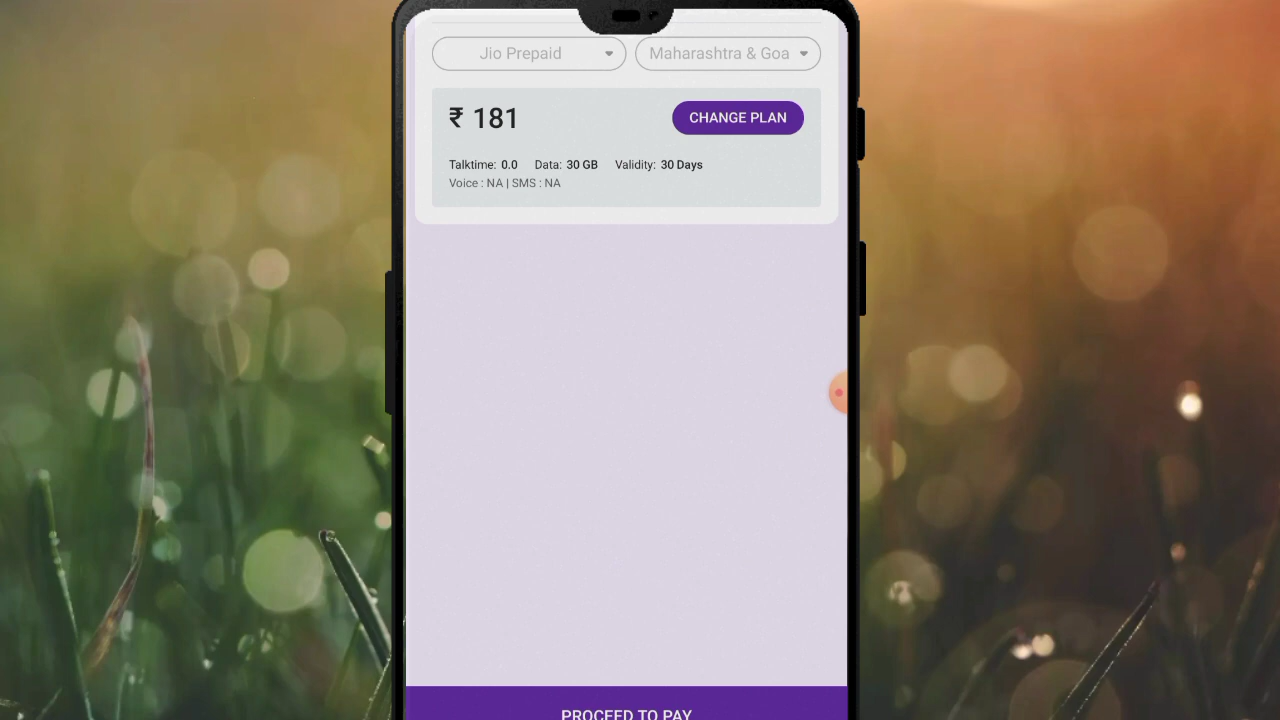 Jio Prepaid
Maharashtra & Goa
₹ 181
CHANGE PLAN
Talktime: 0.0 Data: 30 GB Validity: 30 Days
Voice : NA | SMS : NA
PROCEED TO PAY